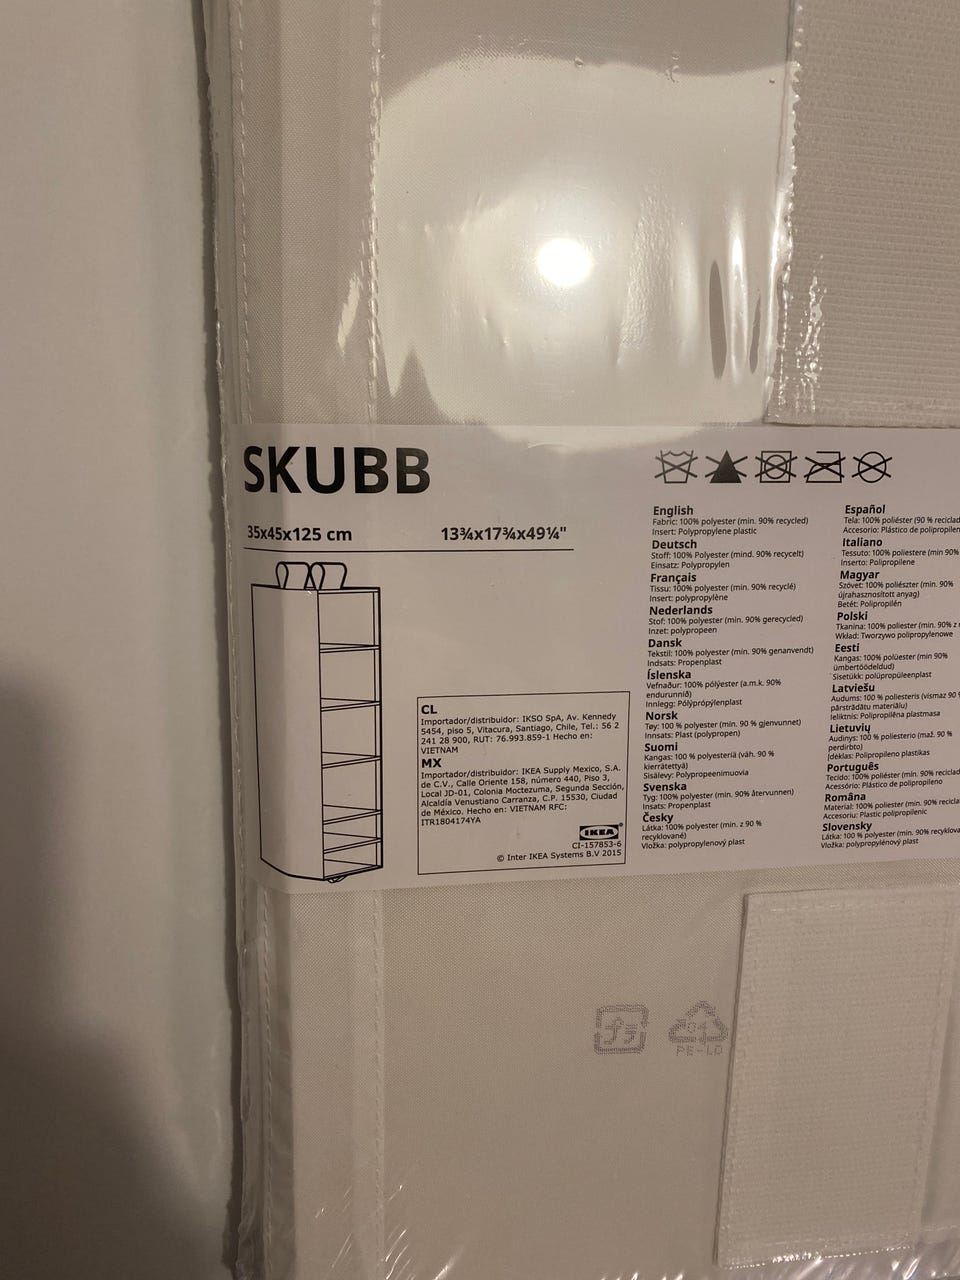 SKUBB
35x45x125 cm
13¾x17¾x49¼"
CL
Importador/distribuidor: IKSO SpA, Av. Kennedy
5454, piso 5, Vitacura, Santiago, Chile, Tel.: 56 2
241 28 900, RUT: 76.993.859-1 Hecho en:
VIETNAM
MX
Importador/distribuidor: IKEA Supply Mexico, S.A.
de C.V., Calle Oriente 158, número 440, Piso 3,
Local JD-01, Colonia Moctezuma, Segunda Sección,
Alcaldía Venustiano Carranza, C.P. 15530, Ciudad
de México. Hecho en: VIETNAM RFC:
ITR1804174YA
IKEA
CI-157853-6
© Inter IKEA Systems B.V 2015
English
Fabric: 100% polyester (min. 90% recycled)
Insert: Polypropylene plastic
Deutsch
Stoff: 100% Polyester (mind. 90% recycelt)
Einsatz: Polypropylen
Français
Tissu: 100% polyester (min. 90% recyclé)
Insert: polypropylène
Nederlands
Stof: 100% polyester (min. 90% gerecycled)
Inzet: polypropeen
Dansk
Tekstil: 100% polyester (min. 90% genanvendt)
Indsats: Propenplast
Íslenska
Vefnaður: 100% pólýester (a.m.k. 90%
endurunnið)
Innlegg: Pólýprópýlenplast
Norsk
Tøy: 100 % polyester (min. 90 % gjenvunnet)
Innsats: Plast (polypropen)
Suomi
Kangas: 100 % polyesteriä (väh. 90 %
kierrätettyä)
Sisälevy: Polypropeenimuovia
Svenska
Tyg: 100% polyester (min. 90% återvunnen)
Insats: Propenplast
Česky
Látka: 100% polyester (min. z 90 %
recyklované)
Vložka: polypropylenový plast
Español
Tela: 100% poliéster (90 %
Accesorio: Plástico de
Italiano
Tessuto: 100% poliestere (min 90%
Inserto: Polipropilene
Magyar
Szövet: 100% poliészter (min. 90%
újrahasznosított anyag)
Betét: Polipropilén
Polski
Tkanina: 100% poliester (min. 90% z
Wkład: Tworzywo polipropylenowe
Eesti
Kangas: 100% polüester (min 90%
ümbertöödeldud)
Sisetükk: polüpropüleenplast
Latviešu
Audums: 100 % poliesteris (vismaz 90 %
pārstrādātu materiālu)
Ieliktnis: Polipropilēna plastmasa
Lietuvių
Audinys: 100 % poliesterio (maž. 90 %
perdirbto)
Įdėklas: Polipropileno plastikas
Português
Tecido: 100% poliéster (min. 90%
Acessório: Plástico de polipropileno
Româna
Material: 100% poliester (min. 90%
Accesoriu: Plastic polipropilenic
Slovensky
Látka: 100 % polyester (min. 90%
Vložka: polypropylénový plast
プラ
04
PE-LD